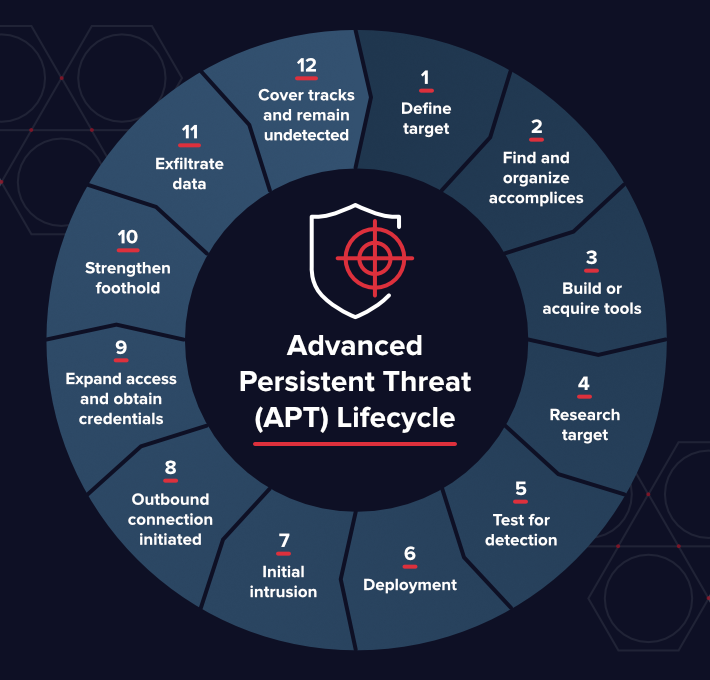 Advanced
Persistent Threat
(APT) Lifecycle
1
Define
target
2
Find and
organize
accomplices
3
Build or
acquire tools
4
Research
target
5
Test for
detection
6
Deployment
7
Initial
intrusion
8
Outbound
connection
initiated
9
Expand access
and obtain
credentials
10
Strengthen
foothold
11
Exfiltrate
data
12
Cover tracks
and remain
undetected